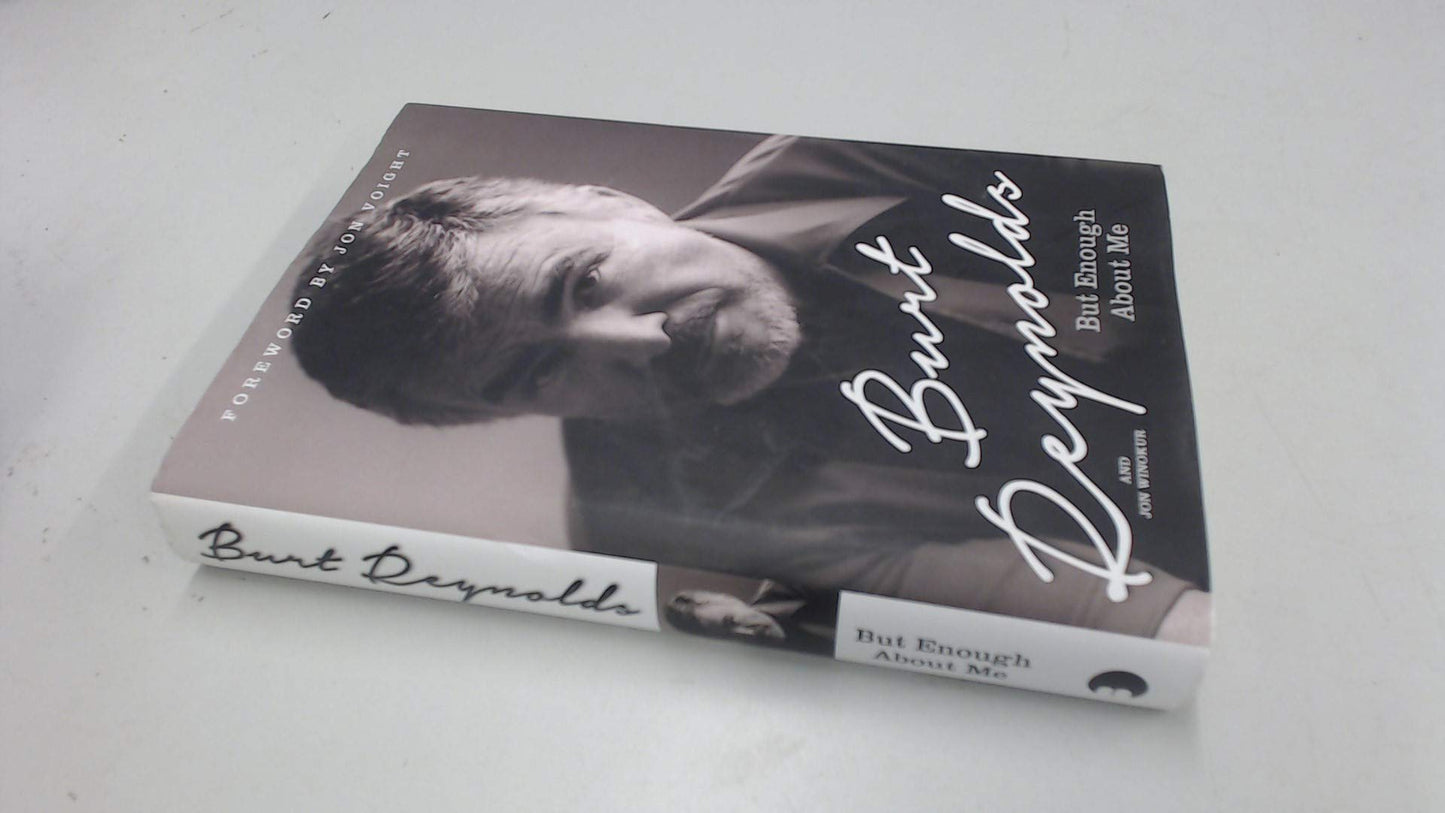 FOREWORD BY JON VOIGHT
Burt
Reynolds
But Enough
About Me
AND
JON WINOKUR
Burt Reynolds
But Enough
About Me